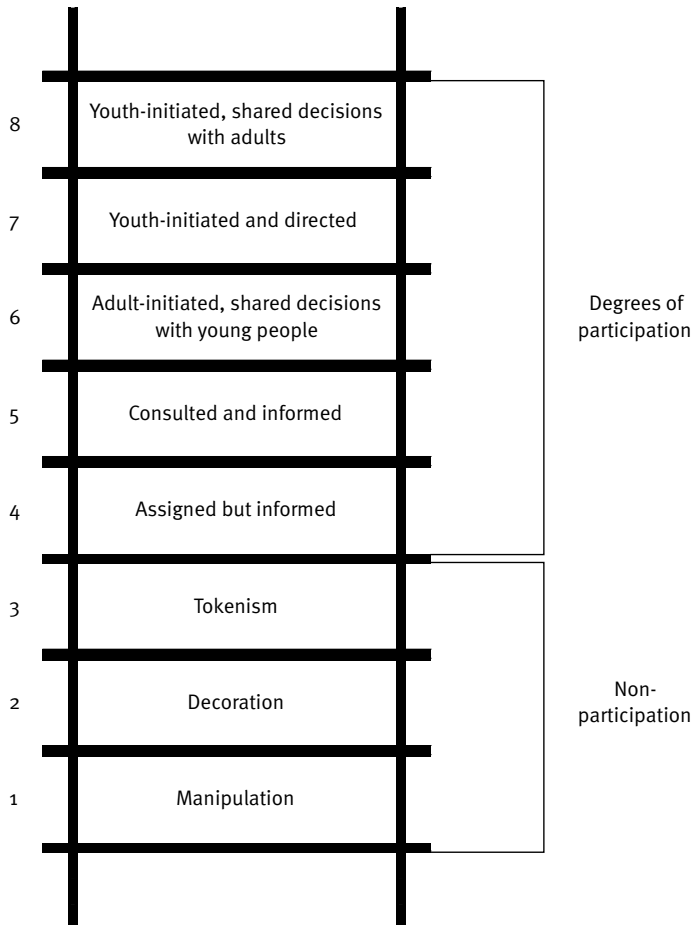 8
Youth-initiated, shared decisions
with adults
7
Youth-initiated and directed
6
Adult-initiated, shared decisions
with young people
Degrees of
participation
5
Consulted and informed
4
Assigned but informed
3
Tokenism
2
Decoration
Non-
participation
1
Manipulation